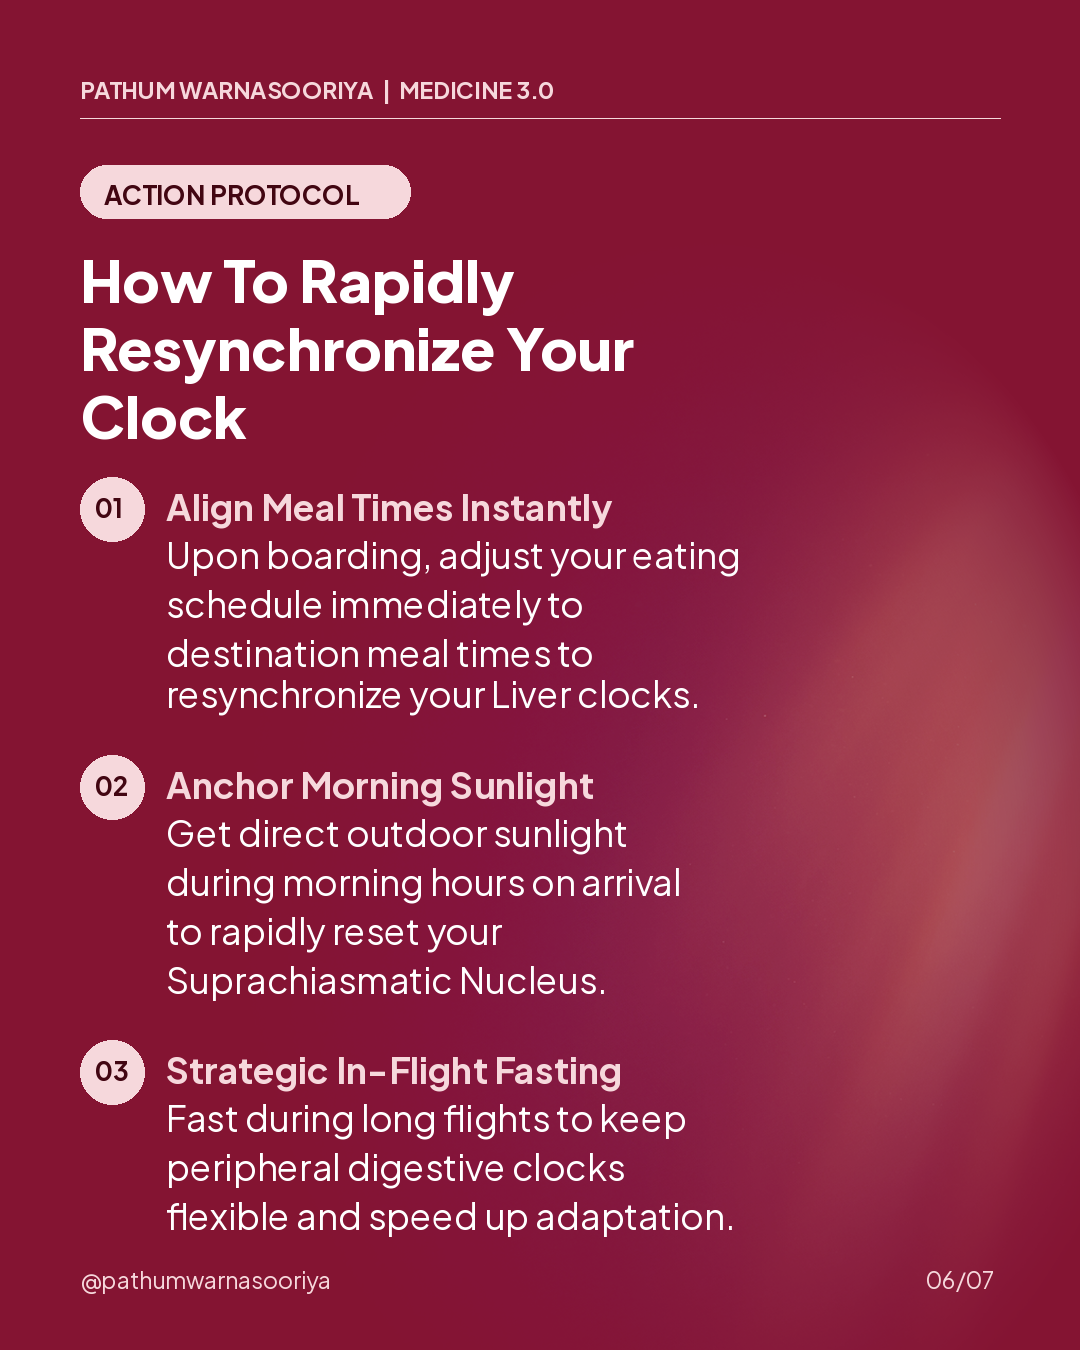 PATHUM WARNASOORIYA | MEDICINE 3.0
ACTION PROTOCOL
How To Rapidly
Resynchronize Your
Clock
01
Align Meal Times Instantly
Upon boarding, adjust your eating
schedule immediately to
destination meal times to
resynchronize your Liver clocks.
02
Anchor Morning Sunlight
Get direct outdoor sunlight
during morning hours on arrival
to rapidly reset your
Suprachiasmatic Nucleus.
03
Strategic In-Flight Fasting
Fast during long flights to keep
peripheral digestive clocks
flexible and speed up adaptation.
@pathumwarnasooriya
06/07